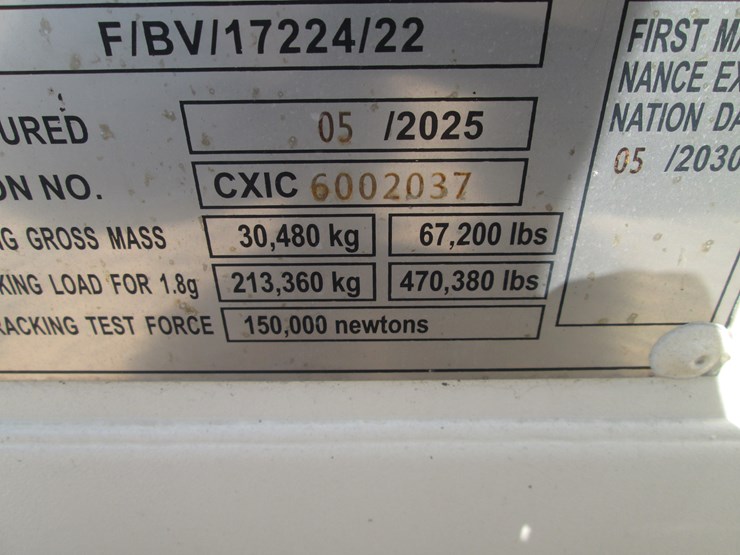 F/BV/17224/22
URED 05 /2025
ON NO. CXIC 6002037
G GROSS MASS 30,480 kg 67,200 lbs
KING LOAD FOR 1.8g 213,360 kg 470,380 lbs
ACKING TEST FORCE 150,000 newtons
FIRST MA
NANCE EX
NATION DA
05 /2030